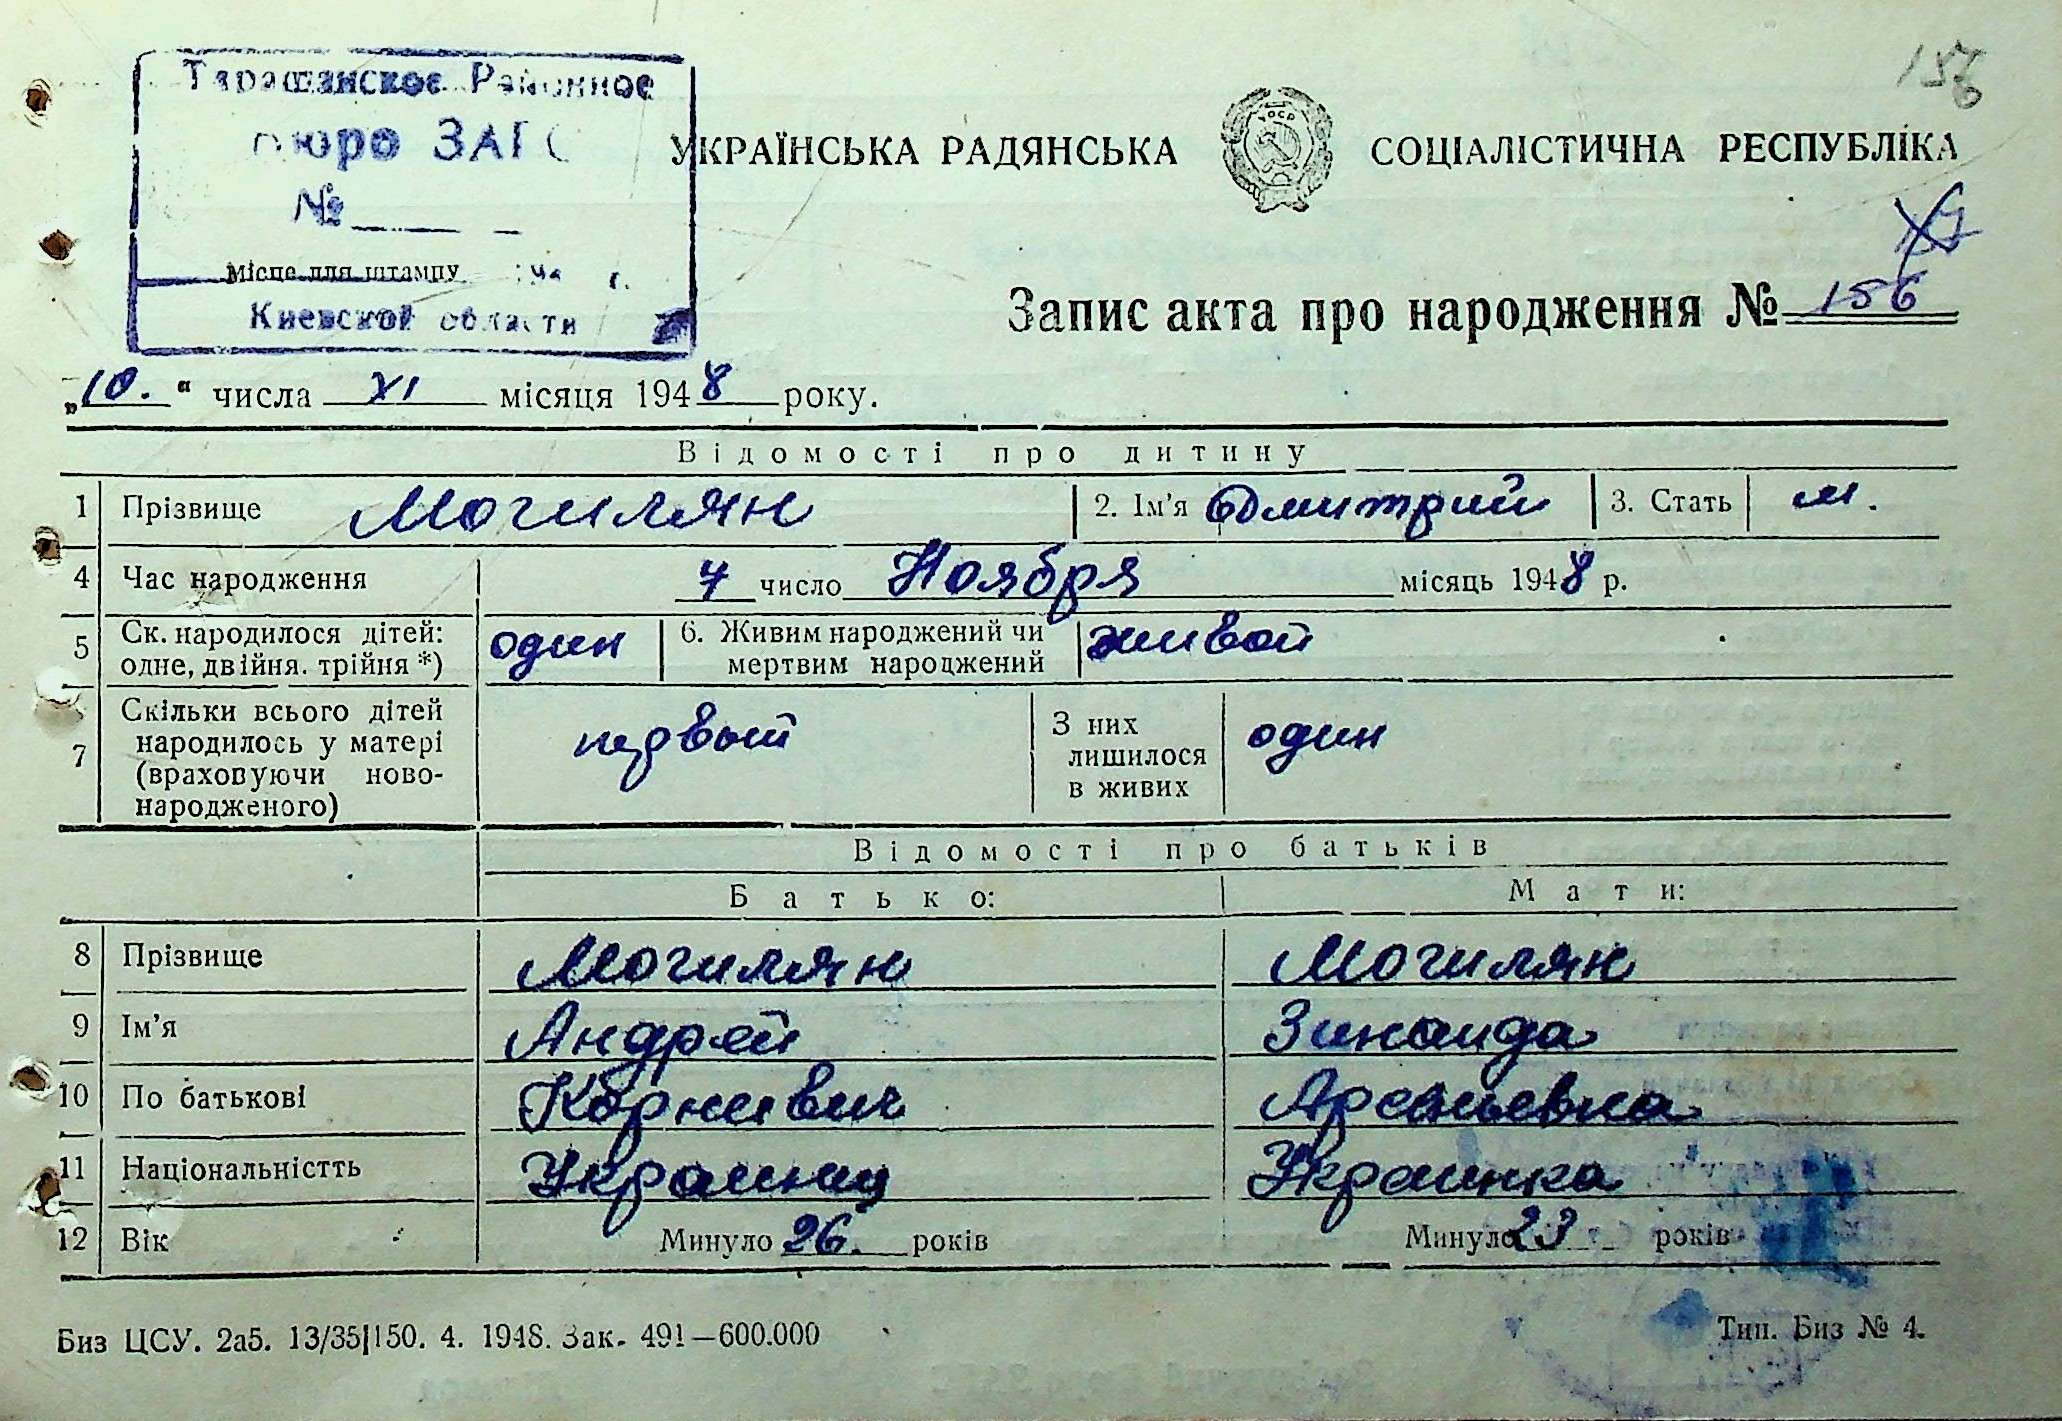 156
Таращанское Районное
Бюро ЗАГС
№
Місце для штампу 194 г.
Киевской области
УКРАЇНСЬКА РАДЯНСЬКА СОЦІАЛІСТИЧНА РЕСПУБЛІКА
УССР
Запис акта про народження № 156
„10.“ числа XI місяця 1948 року.
Відомості про дитину
1 Прізвище Могилян 2. Ім'я Дмитрий 3. Стать м.
4 Час народження 7 число Ноября місяць 1948 р.
5 Ск. народилося дітей: одне, двійня. трійня *) один 6. Живим народжений чи мертвим народжений живой
7 Скільки всього дітей народилось у матері (враховуючи новонародженого) первый З них лишилося в живих один
Відомості про батьків
Батько: Мати:
8 Прізвище Могилян Могилян
9 Ім'я Андрей Зинаида
10 По батькові Корнеевич Арсеньевна
11 Національністть Украинец Украинка
12 Вік Минуло 26. років Минуло 23 років
Биз ЦСУ. 2а5. 13/35|150. 4. 1948. Зак. 491—600.000 Тип. Биз № 4.